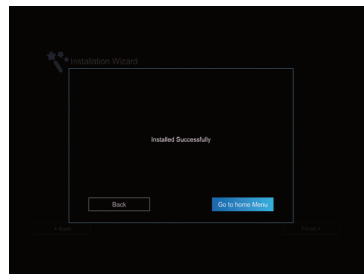 Installation Wizard
Installed Successfully
Back
Go to home Menu